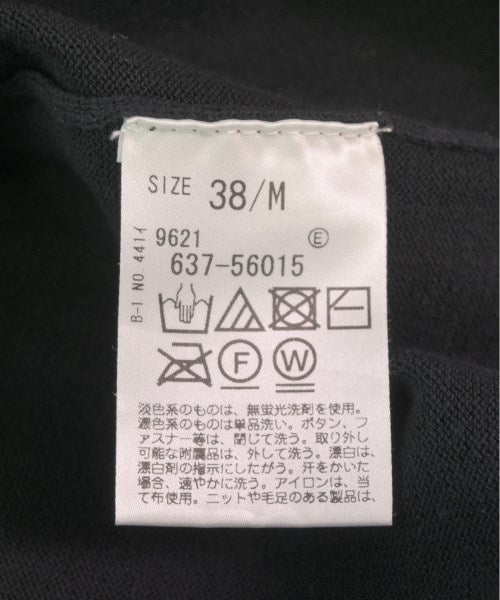 SIZE 38/M
9621 Ⓔ
637-56015
B-1 NO.441イ
F W
淡色系のものは、無蛍光洗剤を使用。
濃色系のものは単品洗い。ボタン、フ
ァスナー等は、閉じて洗う。取り外し
可能な附属品は、外して洗う。漂白は、
漂白剤の指示にしたがう。汗をかいた
場合、速やかに洗う。アイロンは、当
て布使用。ニットや毛足のある製品は、